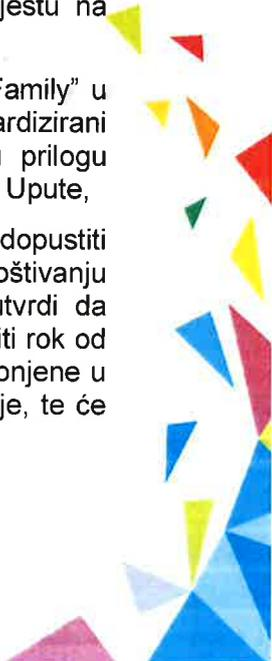 jestu na
Family” u
ardizirani
prilogu
Upute,
dopustiti
oštivanju
utvrdi da
iti rok od
onjene u
je, te će